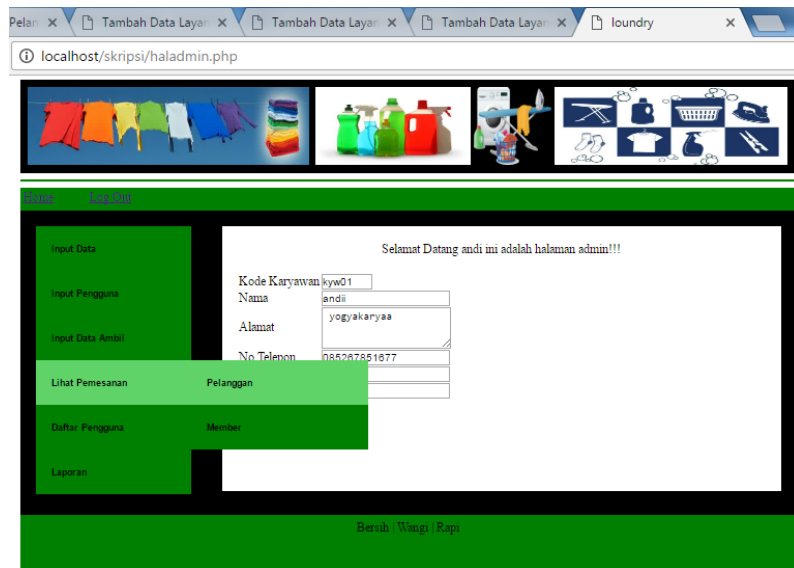 Pelan
Tambah Data Layan
Tambah Data Layan
Tambah Data Layan
loundry
localhost/skripsi/haladmin.php
Home Log Out
Input Data
Input Pengguna
Input Data Ambil
Lihat Pemesanan
Daftar Pengguna
Laporan
Pelanggan
Member
Selamat Datang andi ini adalah halaman admin!!!
Kode Karyawan kyw01
Nama andii
Alamat yogyakaryaa
No Telepon 085267851677
Bersih | Wangi | Rapi